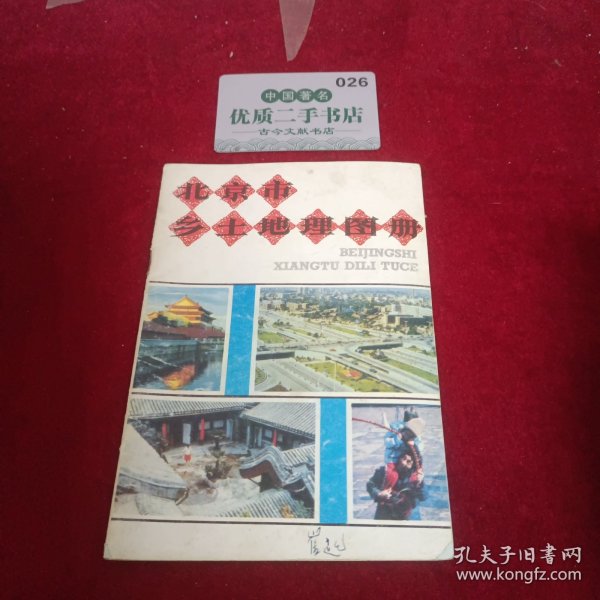 026
中国著名
优质二手书店
古今文献书店
北京市
乡土地理图册
BEIJINGSHI
XIANGTU DILI TUCE
孔夫子旧书网
www.kongfz.com